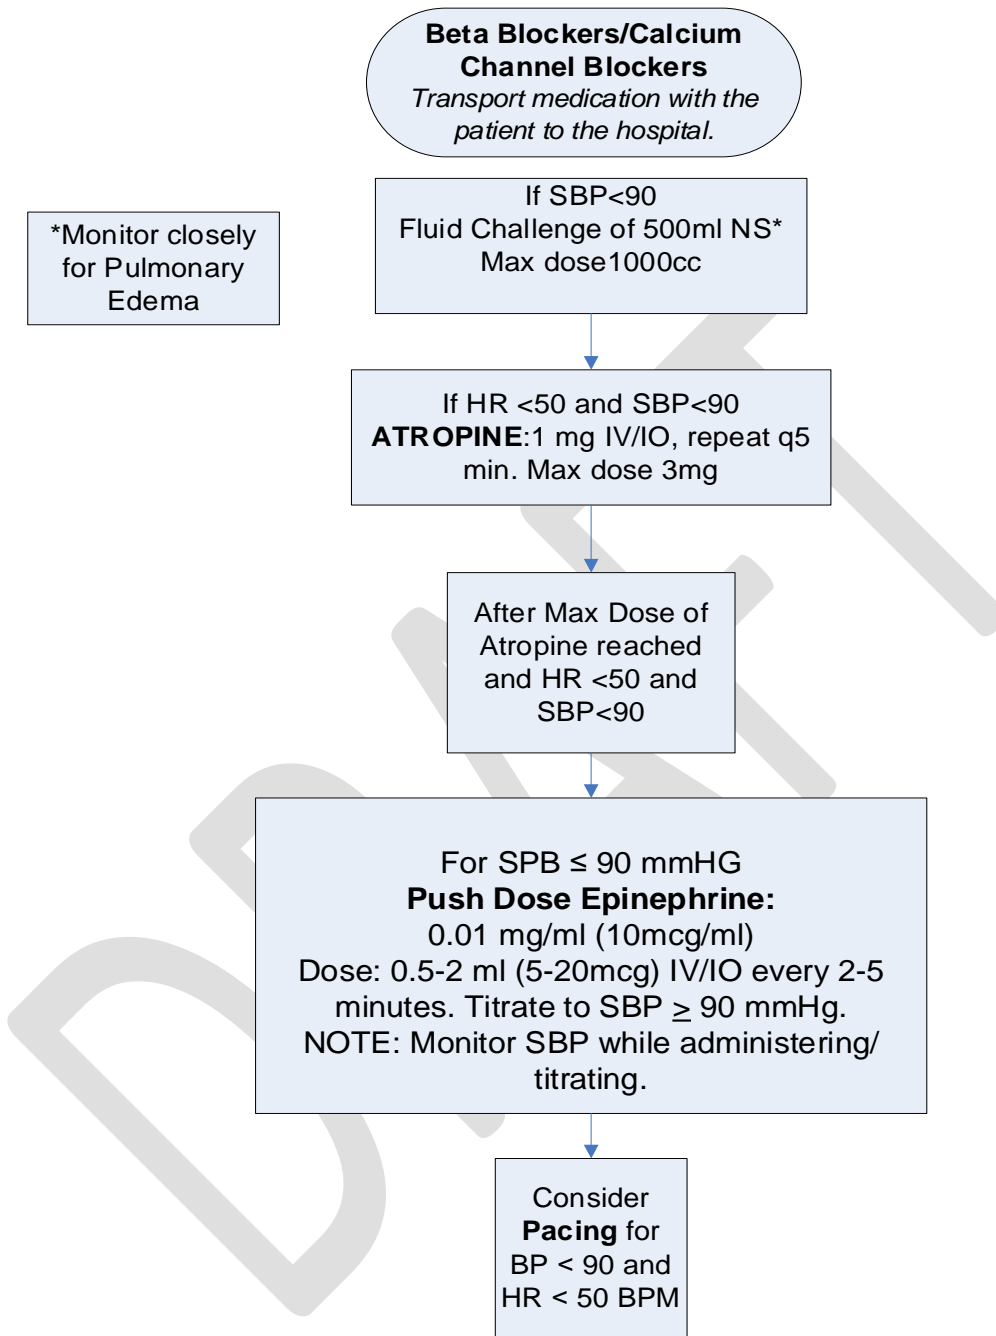 Beta Blockers/Calcium
Channel Blockers
Transport medication with the
patient to the hospital.
If SBP<90
Fluid Challenge of 500ml NS*
Max dose1000cc
*Monitor closely
for Pulmonary
Edema
If HR <50 and SBP<90
ATROPINE:1 mg IV/IO, repeat q5
min. Max dose 3mg
After Max Dose of
Atropine reached
and HR <50 and
SBP<90
For SPB ≤ 90 mmHG
Push Dose Epinephrine:
0.01 mg/ml (10mcg/ml)
Dose: 0.5-2 ml (5-20mcg) IV/IO every 2-5
minutes. Titrate to SBP ≥ 90 mmHg.
NOTE: Monitor SBP while administering/
titrating.
Consider
Pacing for
BP < 90 and
HR < 50 BPM
DRAFT